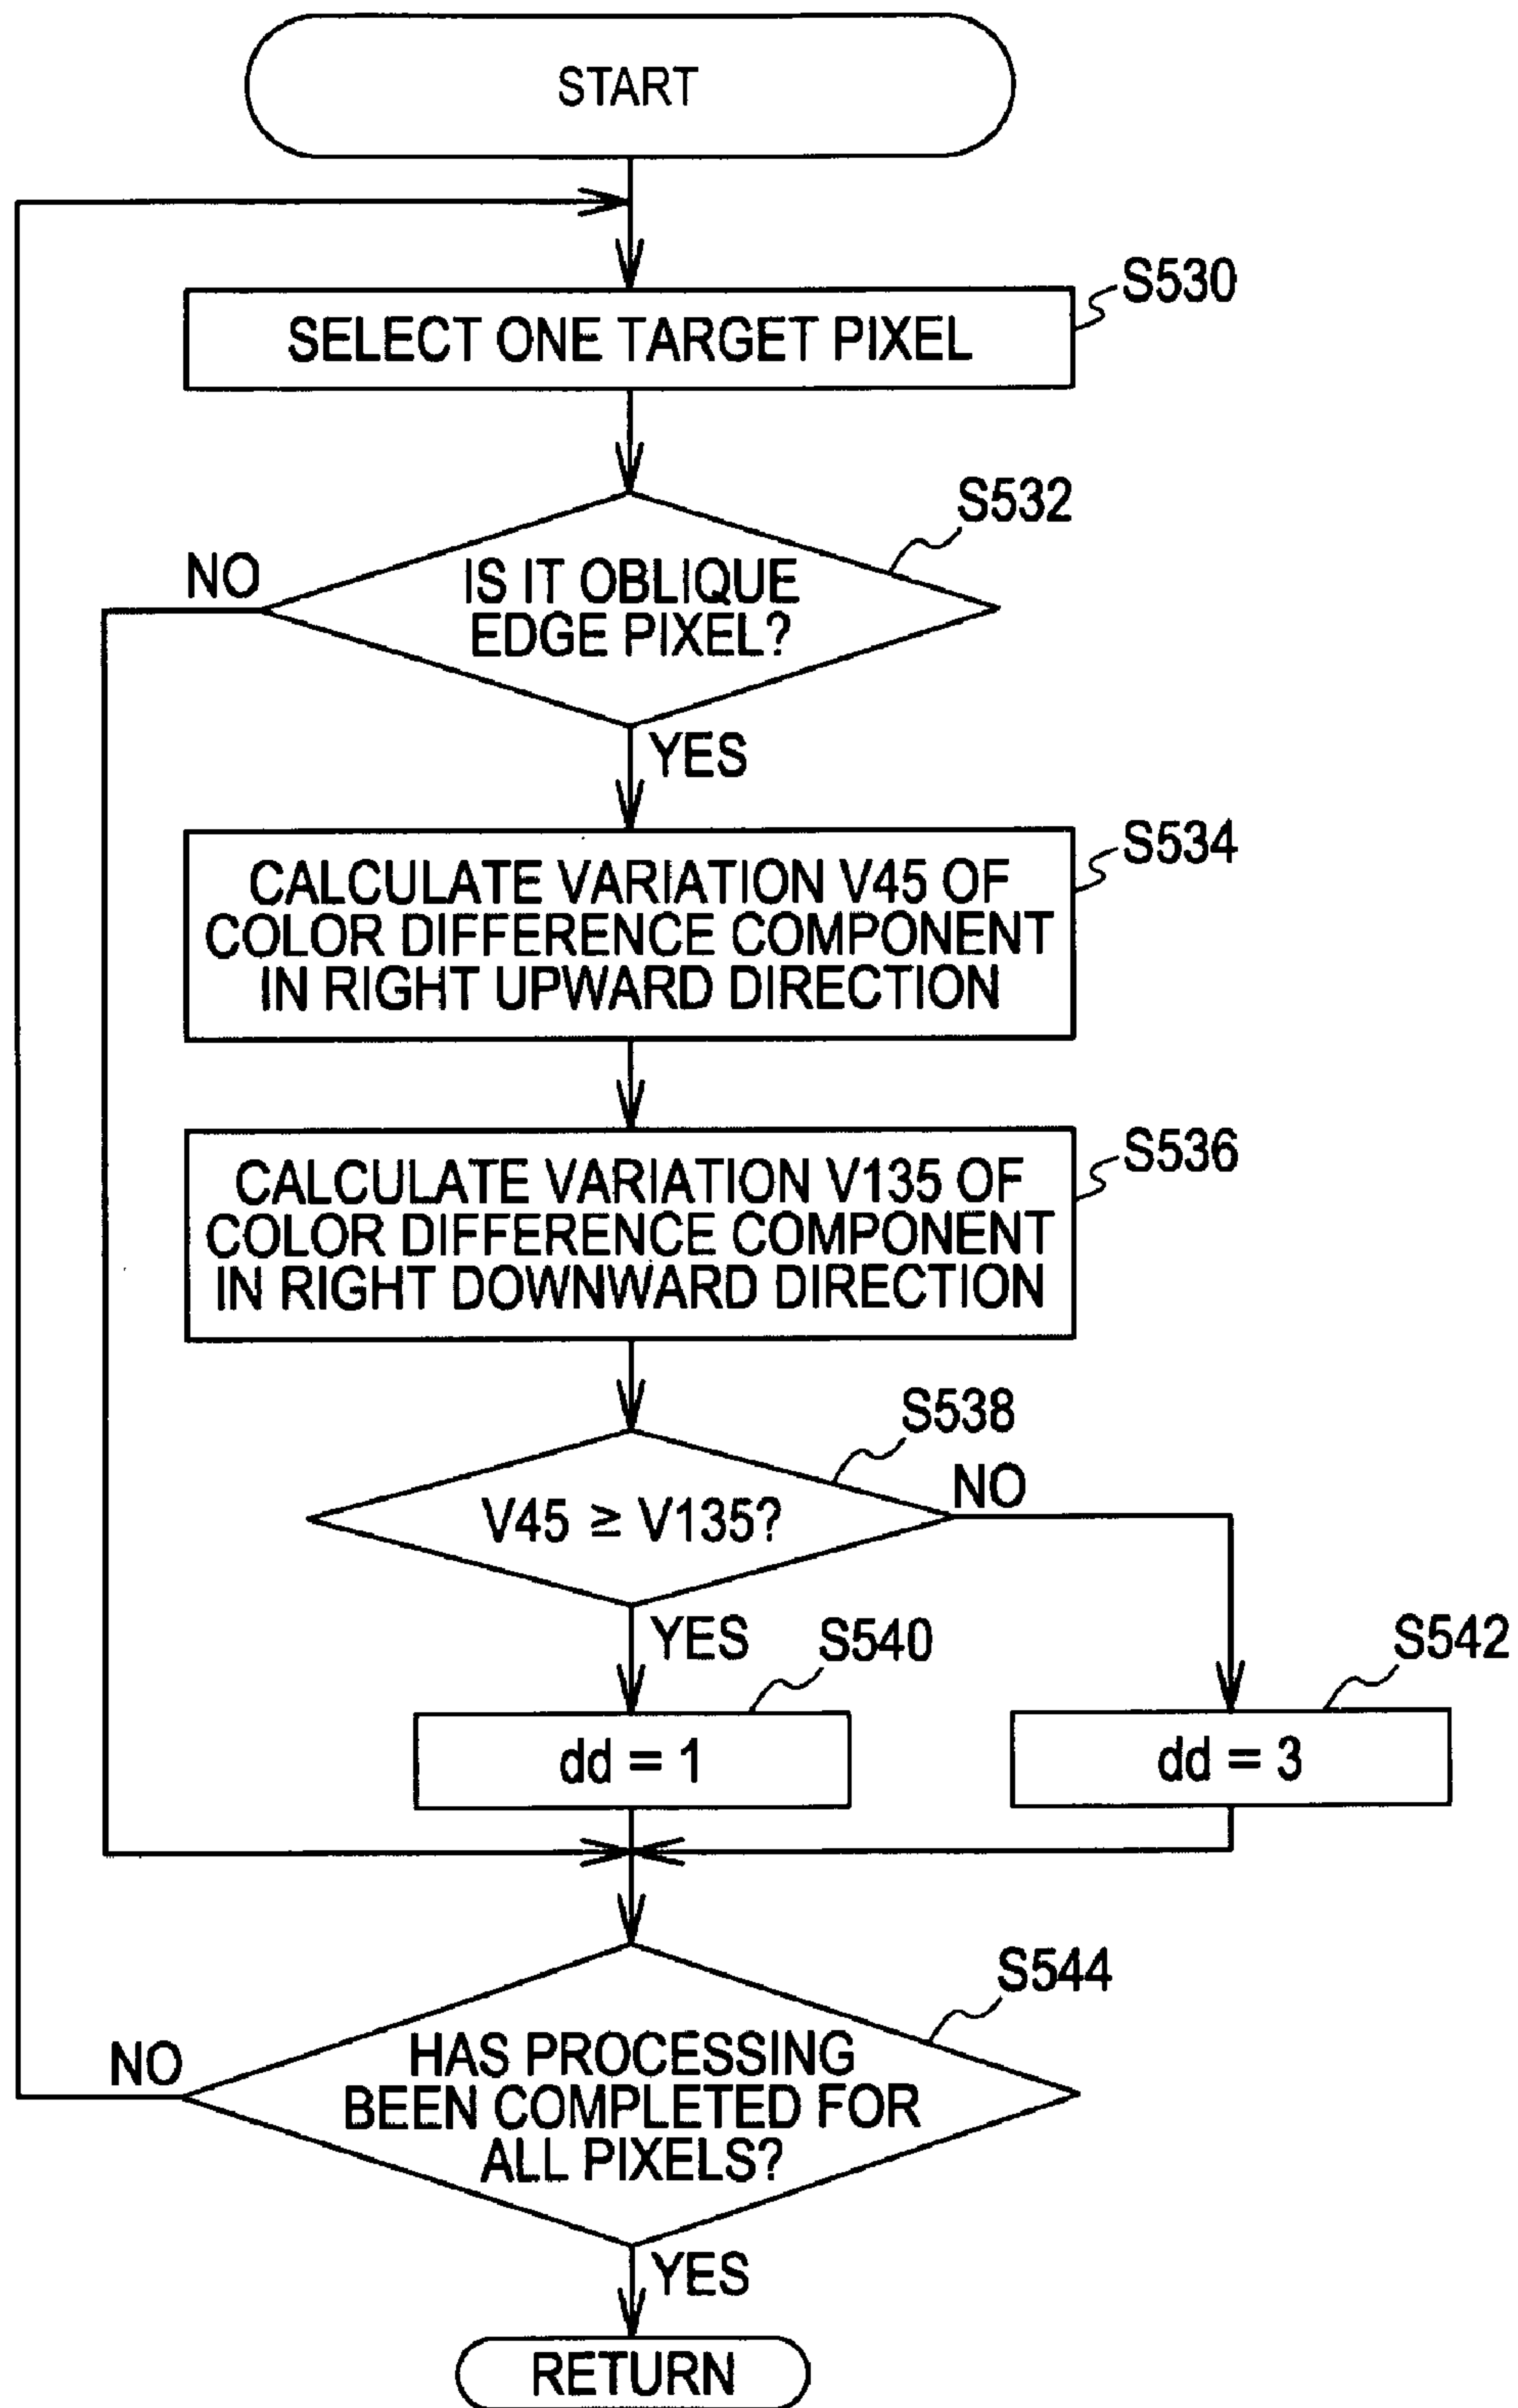 START
S530
SELECT ONE TARGET PIXEL
S532
NO
IS IT OBLIQUE
EDGE PIXEL?
YES
S534
CALCULATE VARIATION V45 OF
COLOR DIFFERENCE COMPONENT
IN RIGHT UPWARD DIRECTION
S536
CALCULATE VARIATION V135 OF
COLOR DIFFERENCE COMPONENT
IN RIGHT DOWNWARD DIRECTION
S538
V45 ≥ V135?
NO
YES
S540
S542
dd = 1
dd = 3
S544
NO
HAS PROCESSING
BEEN COMPLETED FOR
ALL PIXELS?
YES
RETURN